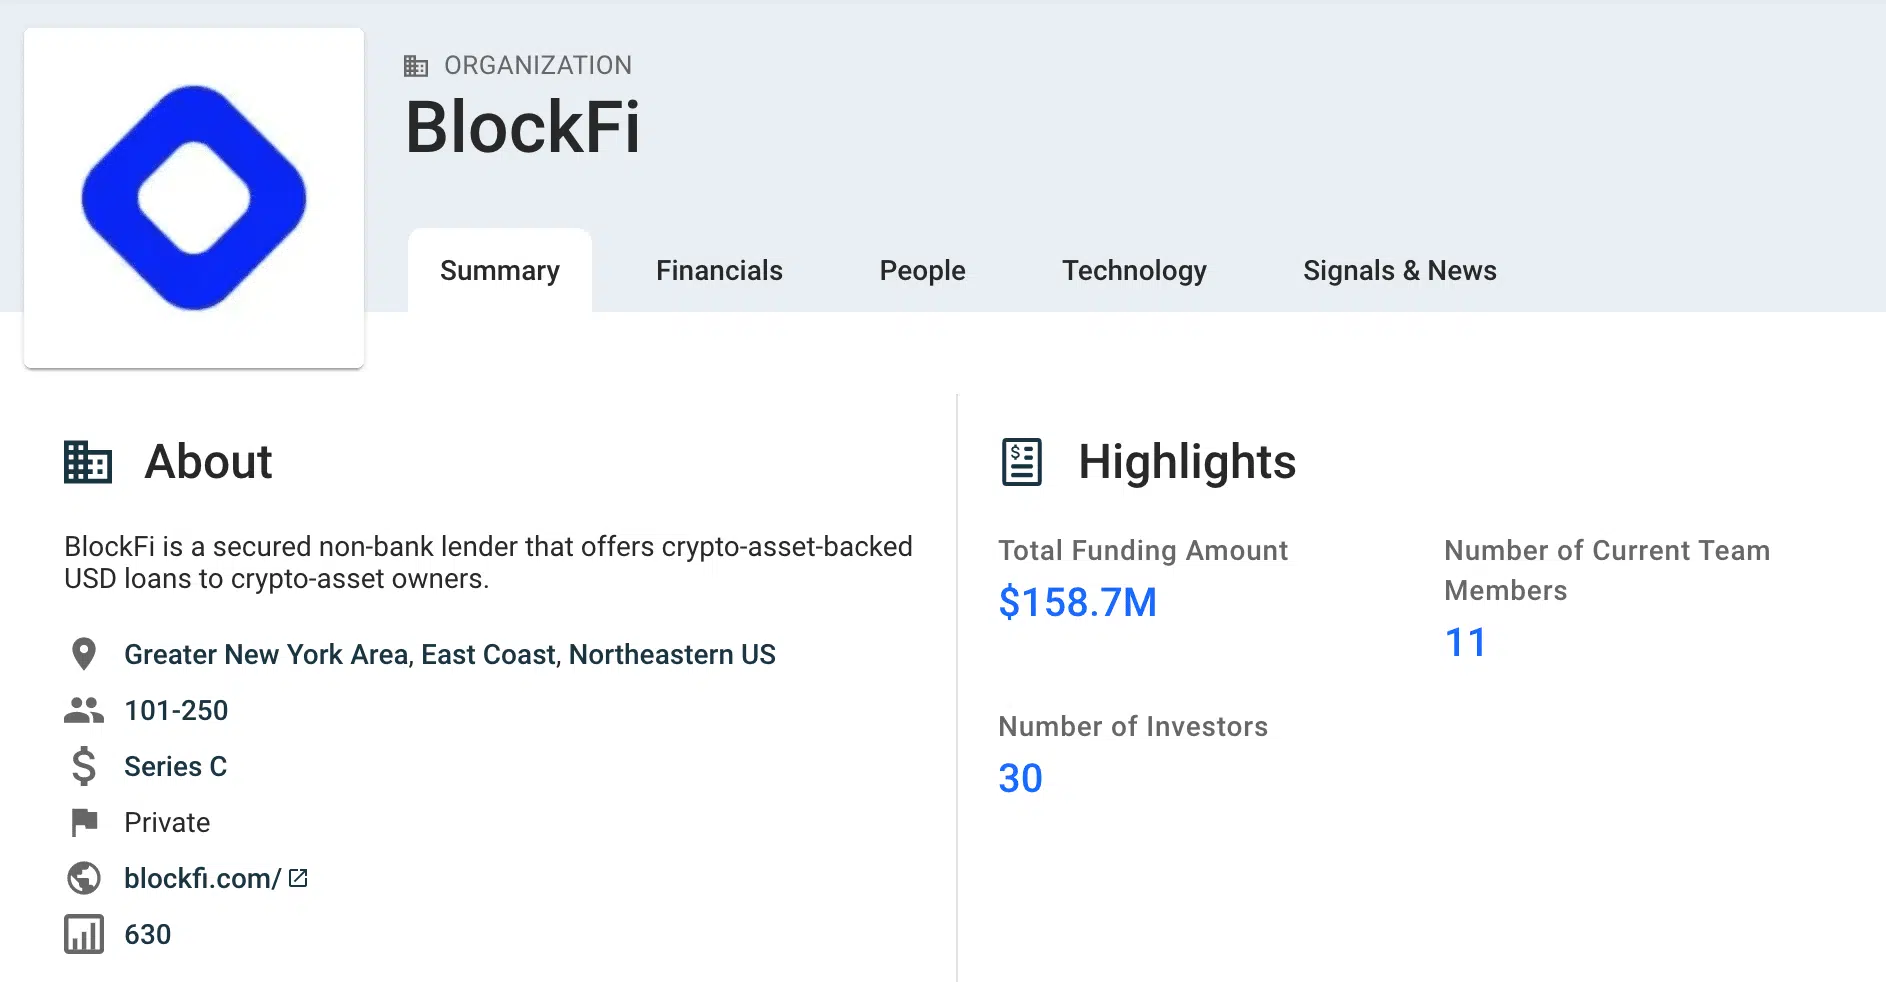 ORGANIZATION
BlockFi
Summary
Financials
People
Technology
Signals & News
About
BlockFi is a secured non-bank lender that offers crypto-asset-backed
USD loans to crypto-asset owners.
Greater New York Area, East Coast, Northeastern US
101-250
Series C
Private
blockfi.com/
630
Highlights
Total Funding Amount
$158.7M
Number of Current Team
Members
11
Number of Investors
30